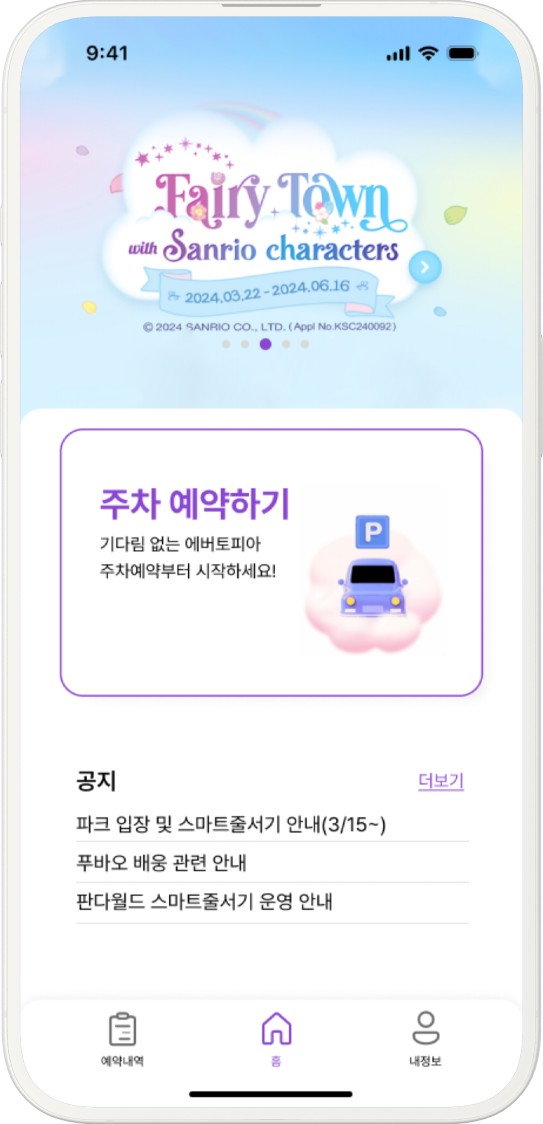 9:41
Fairy Town
with Sanrio characters
2024.03.22 - 2024.06.16
© 2024 SANRIO CO., LTD. (Appl No.KSC240092)
주차 예약하기
기다림 없는 에버토피아
주차예약부터 시작하세요!
P
공지
더보기
파크 입장 및 스마트줄서기 안내(3/15~)
푸바오 배웅 관련 안내
판다월드 스마트줄서기 운영 안내
예약내역
홈
내정보